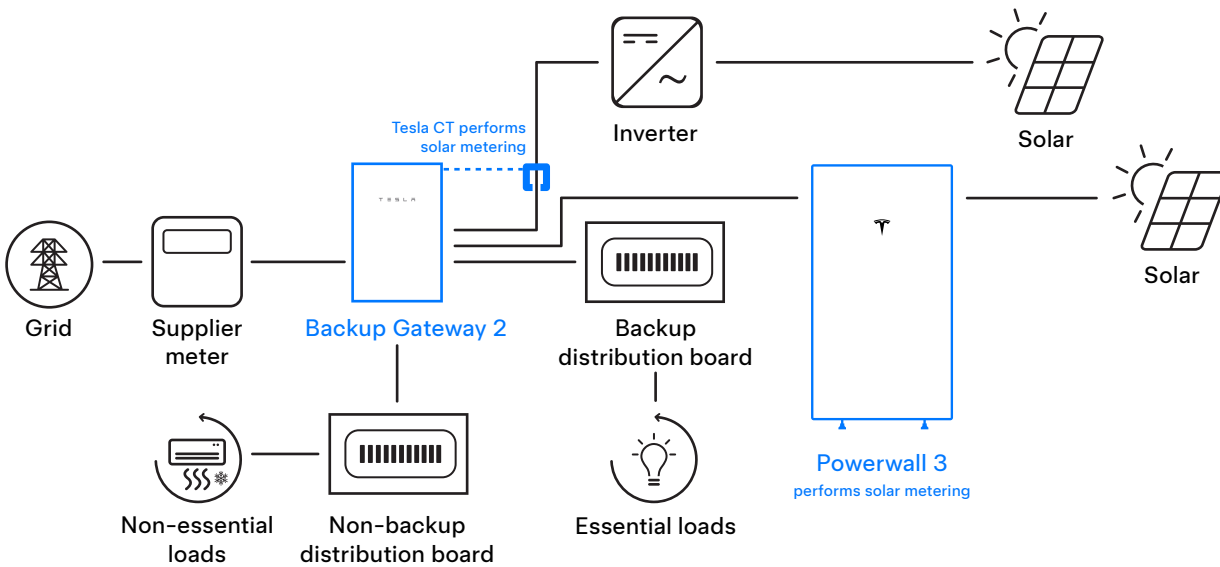 Inverter
Solar
Tesla CT performs
solar metering
TESLA
Solar
Grid
Supplier
meter
Backup Gateway 2
Backup
distribution board
Powerwall 3
performs solar metering
Non-essential
loads
Non-backup
distribution board
Essential loads